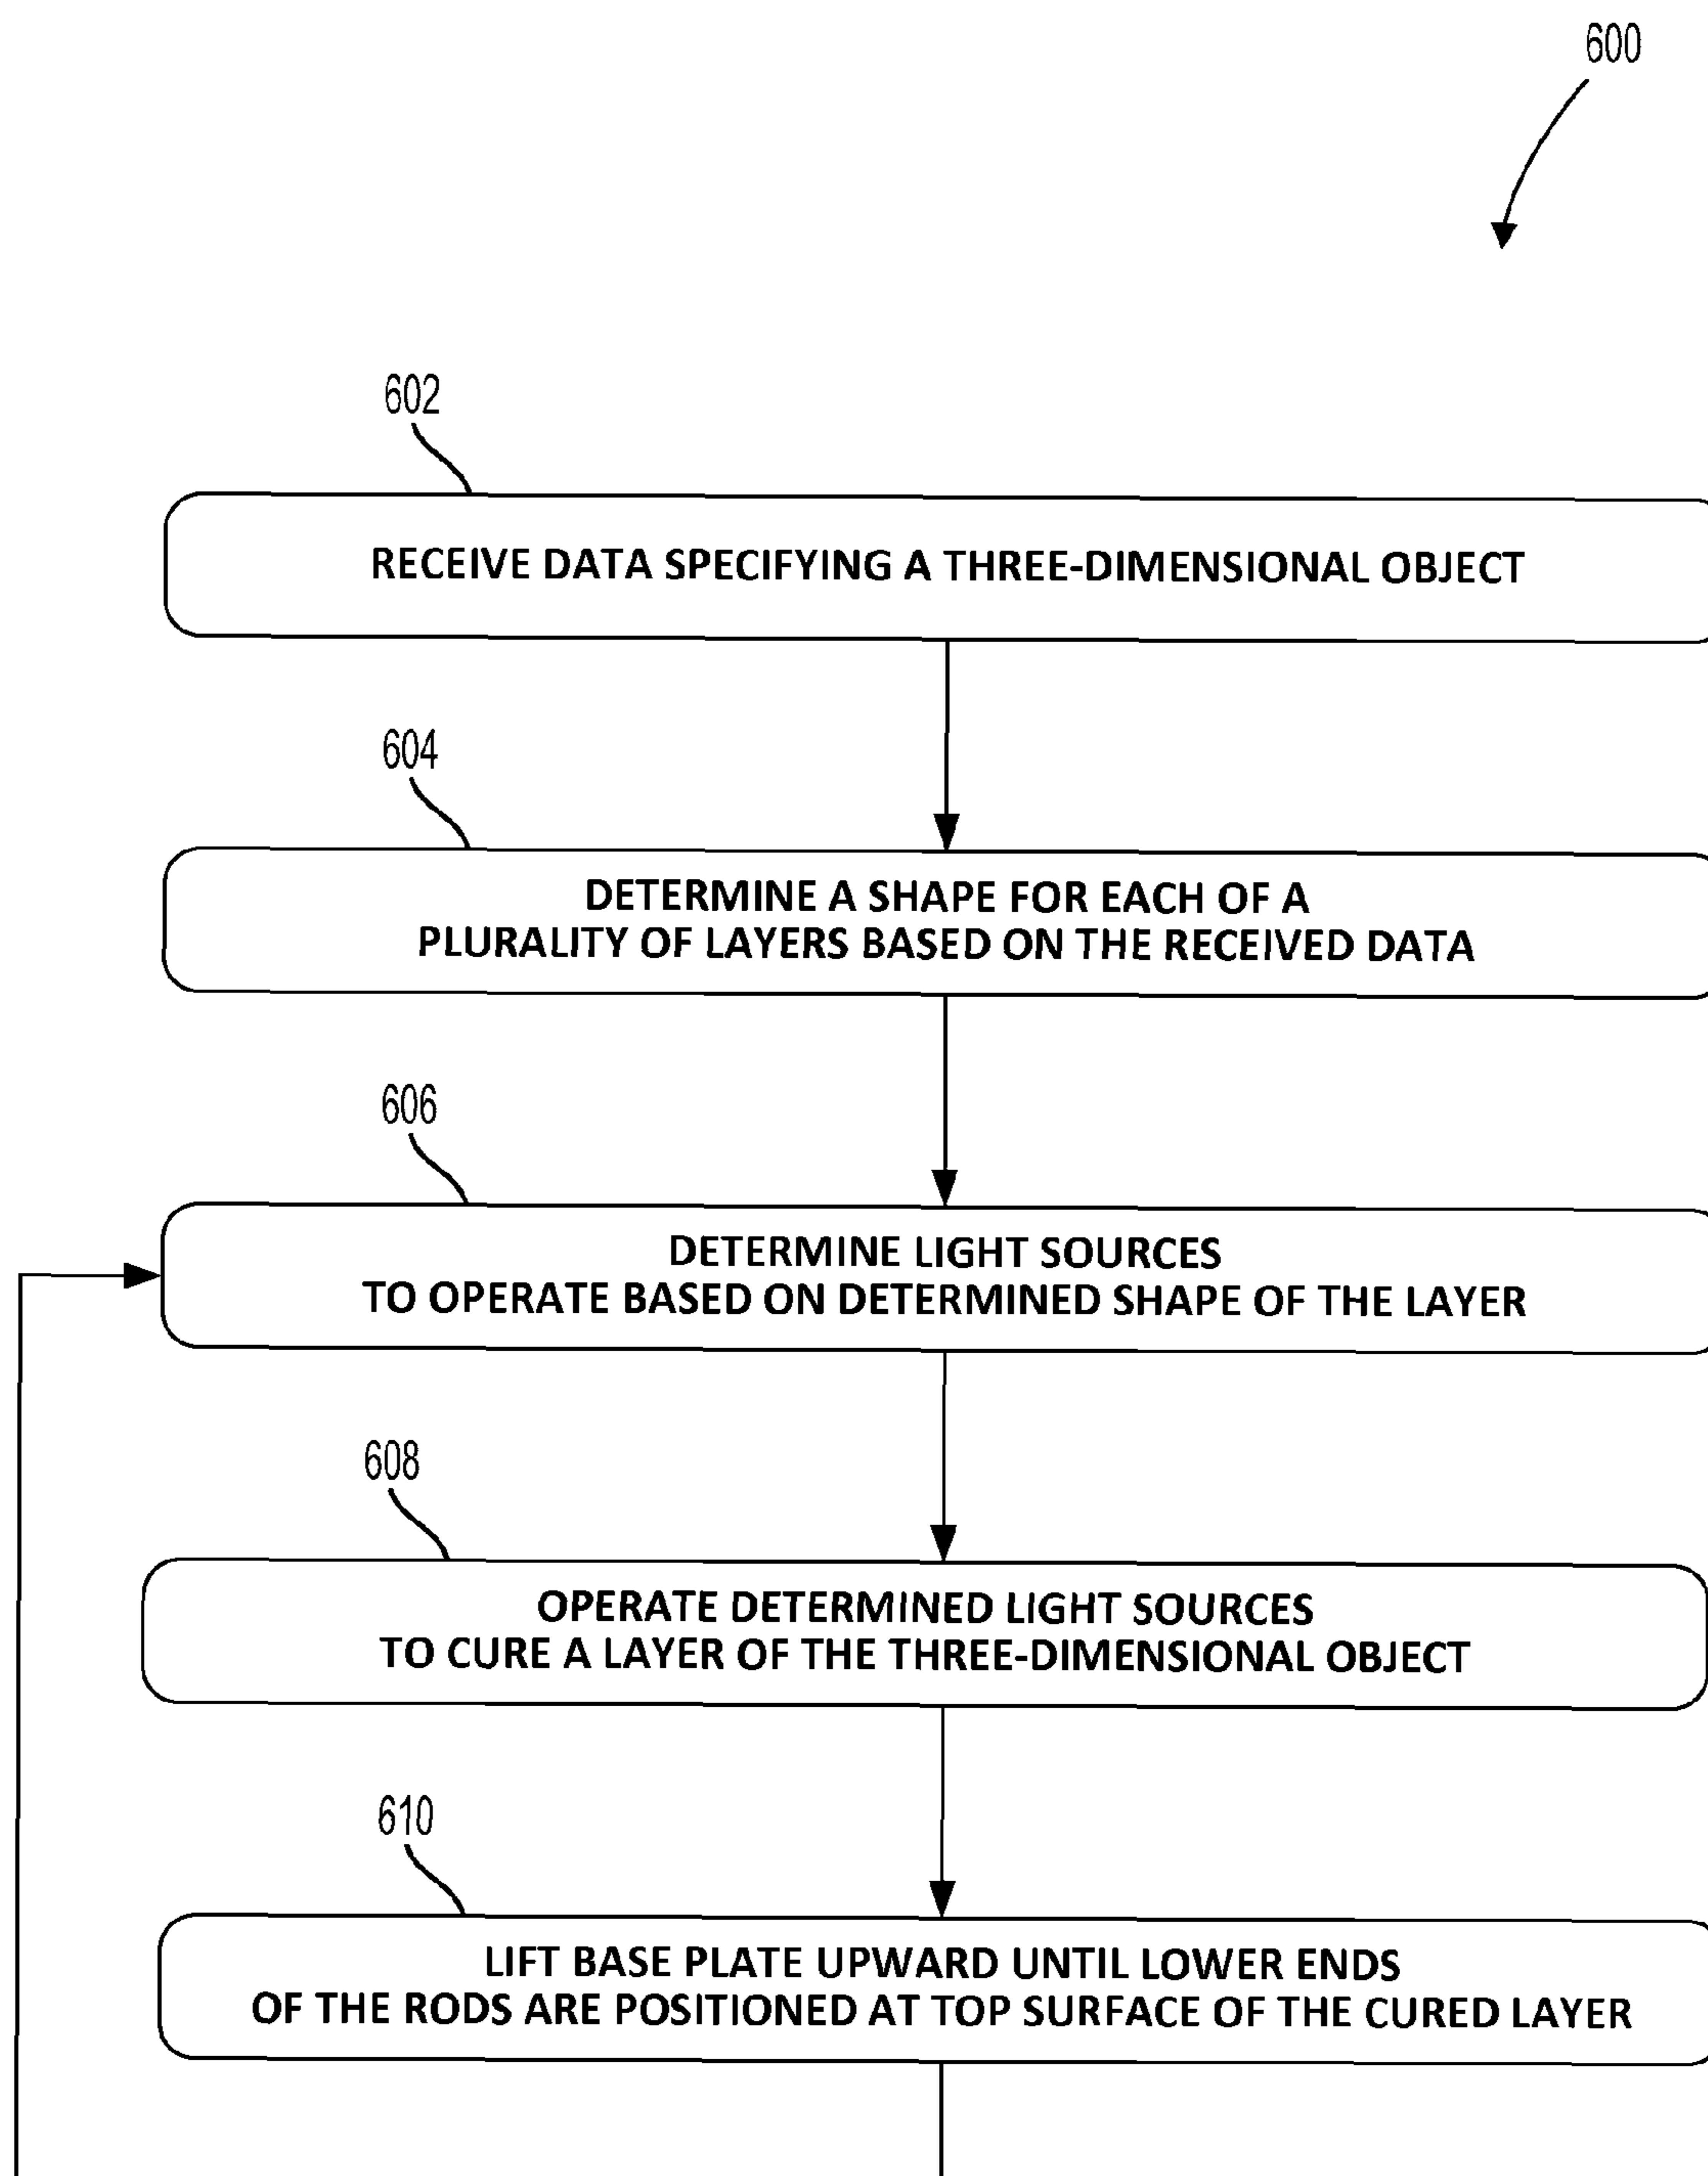 600
602
RECEIVE DATA SPECIFYING A THREE-DIMENSIONAL OBJECT
604
DETERMINE A SHAPE FOR EACH OF A
PLURALITY OF LAYERS BASED ON THE RECEIVED DATA
606
DETERMINE LIGHT SOURCES
TO OPERATE BASED ON DETERMINED SHAPE OF THE LAYER
608
OPERATE DETERMINED LIGHT SOURCES
TO CURE A LAYER OF THE THREE-DIMENSIONAL OBJECT
610
LIFT BASE PLATE UPWARD UNTIL LOWER ENDS
OF THE RODS ARE POSITIONED AT TOP SURFACE OF THE CURED LAYER